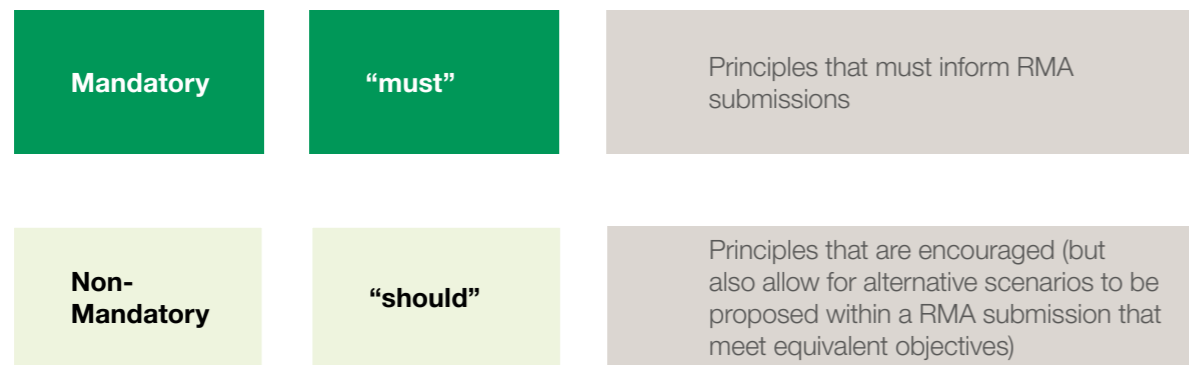 Mandatory
“must”
Principles that must inform RMA
submissions
Non-
Mandatory
“should”
Principles that are encouraged (but
also allow for alternative scenarios to be
proposed within a RMA submission that
meet equivalent objectives)